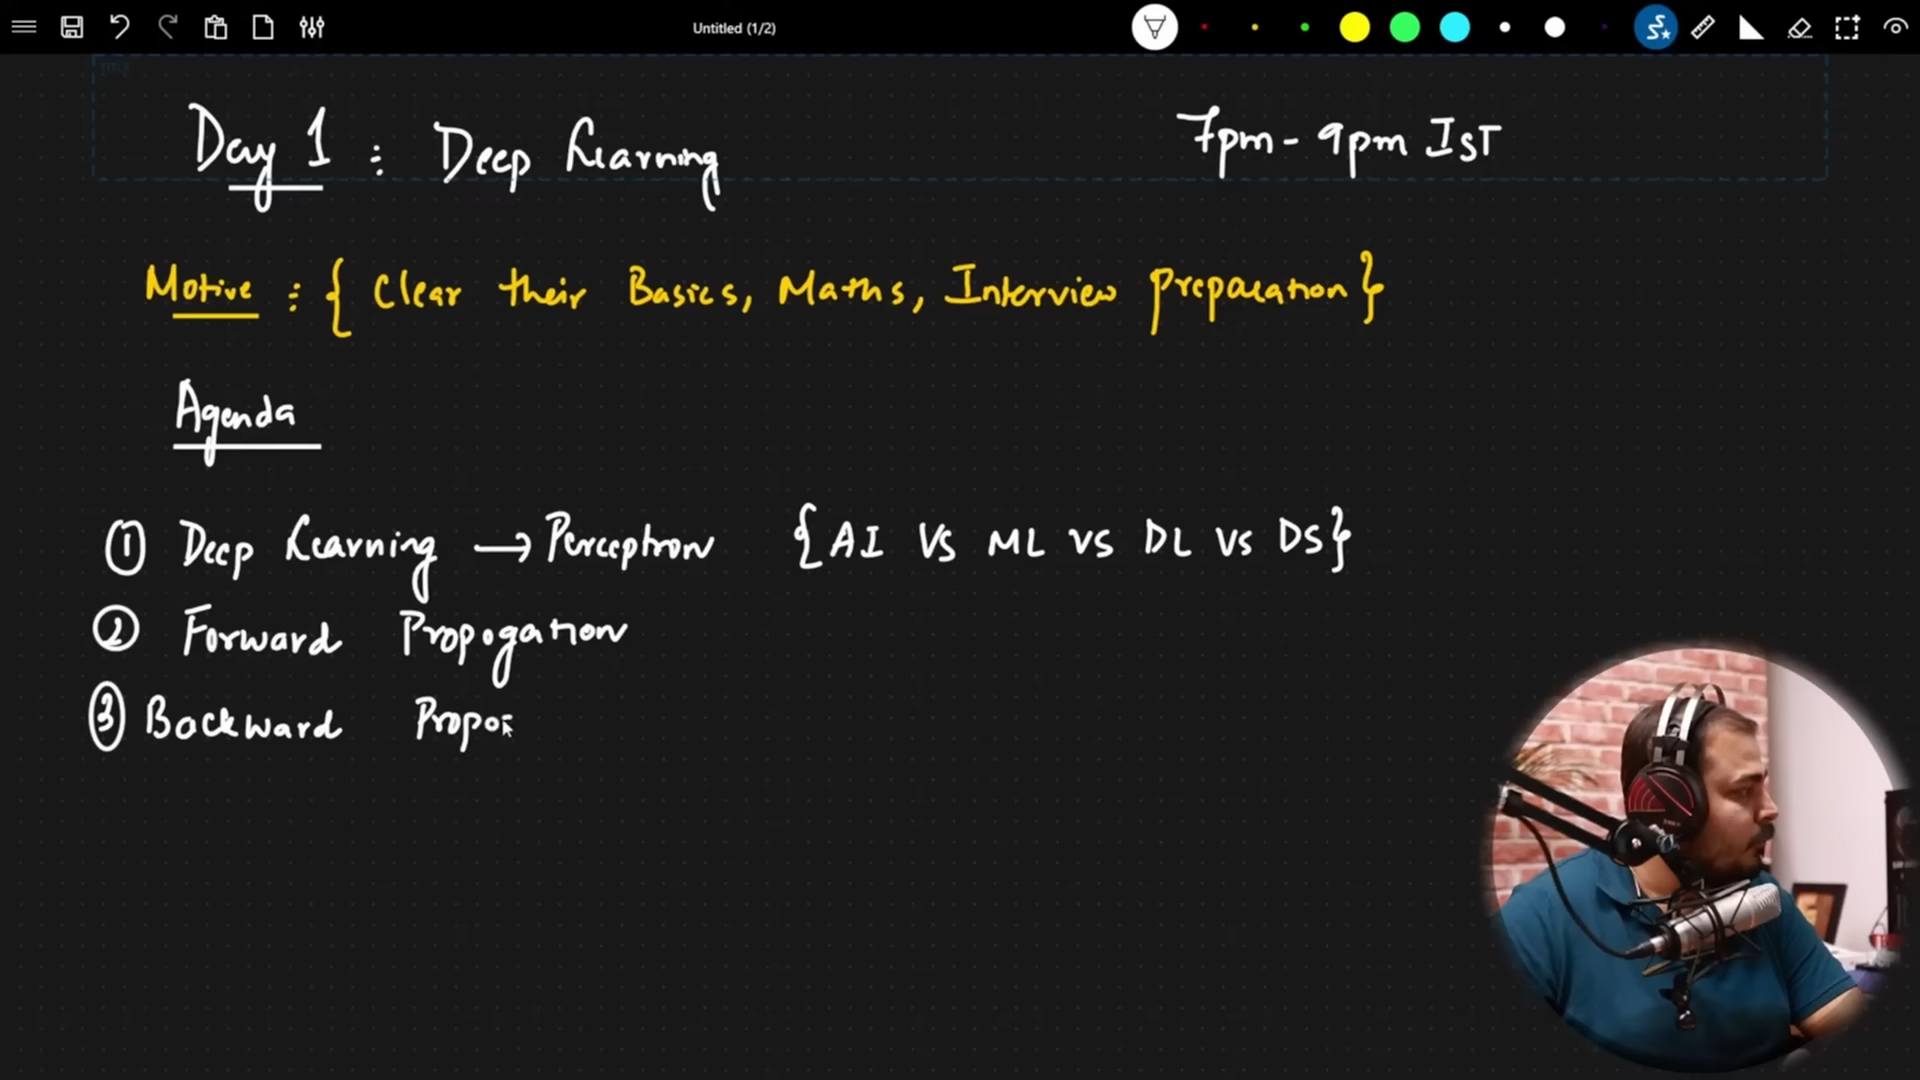 Untitled (1/2)
Title
Day 1 : Deep Learning 7pm - 9pm IST
Motive : { Clear their Basics, Maths, Interview preparation }
Agenda
① Deep Learning → Perceptron {AI Vs ML vs DL vs DS}
② Forward Propogation
③ Backward Propo